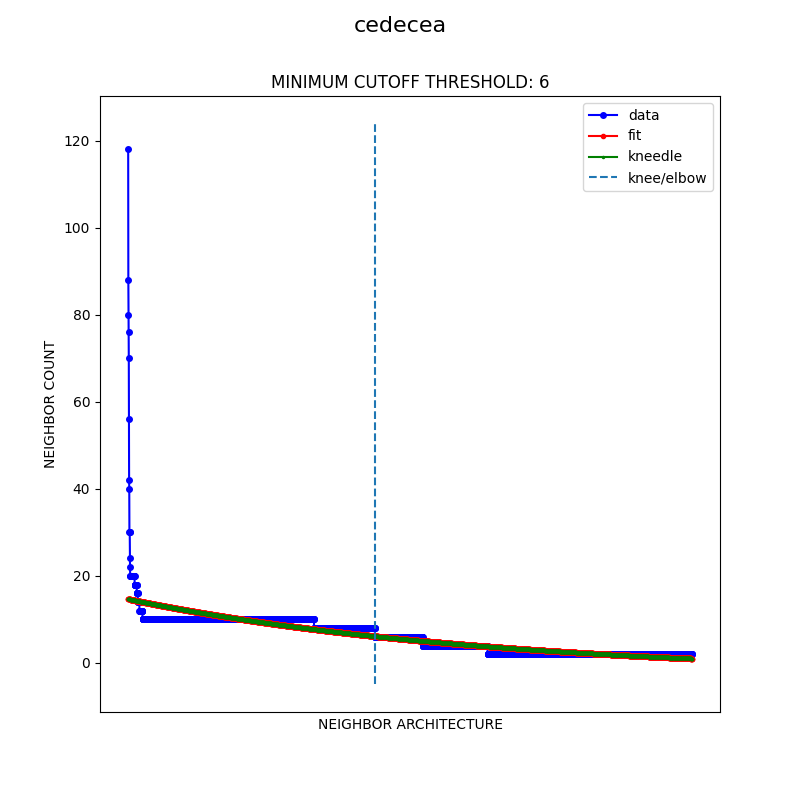 cedecea
MINIMUM CUTOFF THRESHOLD: 6
data
fit
kneedle
knee/elbow
120
100
80
60
40
20
0
NEIGHBOR COUNT
NEIGHBOR ARCHITECTURE